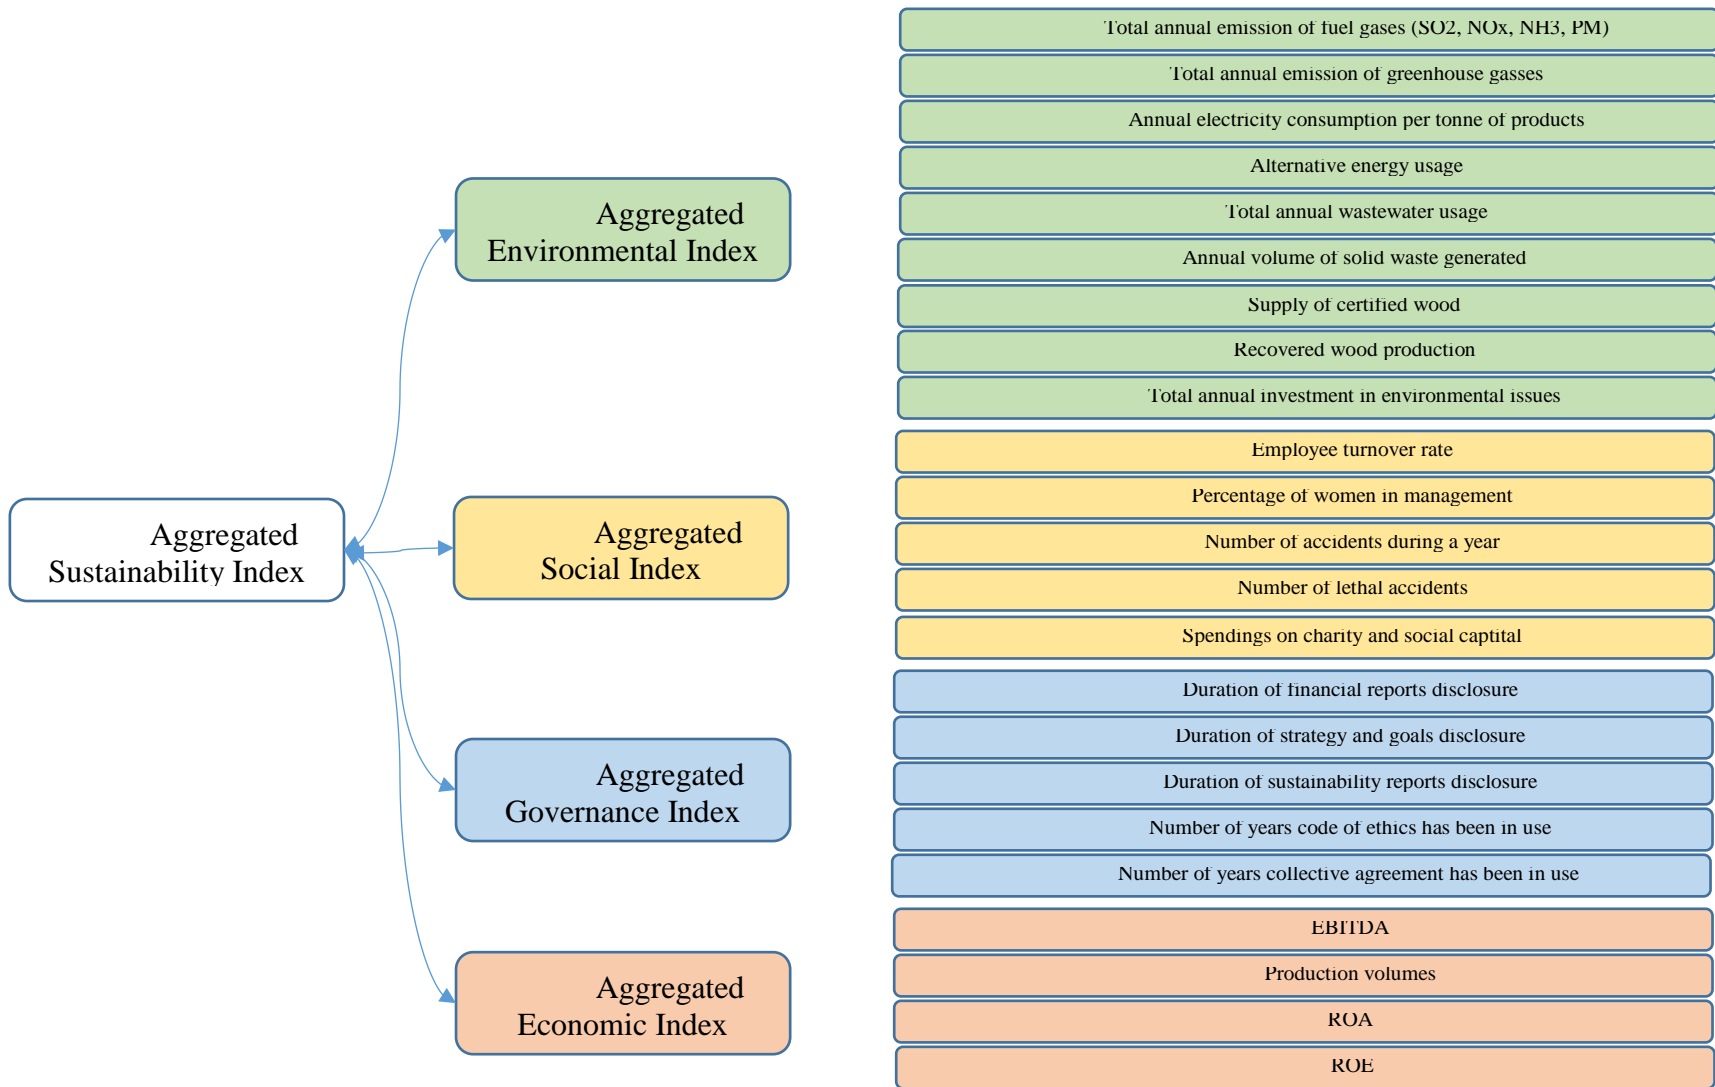 Aggregated
Sustainability Index
Aggregated
Environmental Index
Aggregated
Social Index
Aggregated
Governance Index
Aggregated
Economic Index
Total annual emission of fuel gases (SO2, NOx, NH3, PM)
Total annual emission of greenhouse gasses
Annual electricity consumption per tonne of products
Alternative energy usage
Total annual wastewater usage
Annual volume of solid waste generated
Supply of certified wood
Recovered wood production
Total annual investment in environmental issues
Employee turnover rate
Percentage of women in management
Number of accidents during a year
Number of lethal accidents
Spendings on charity and social captital
Duration of financial reports disclosure
Duration of strategy and goals disclosure
Duration of sustainability reports disclosure
Number of years code of ethics has been in use
Number of years collective agreement has been in use
EBITDA
Production volumes
ROA
ROE